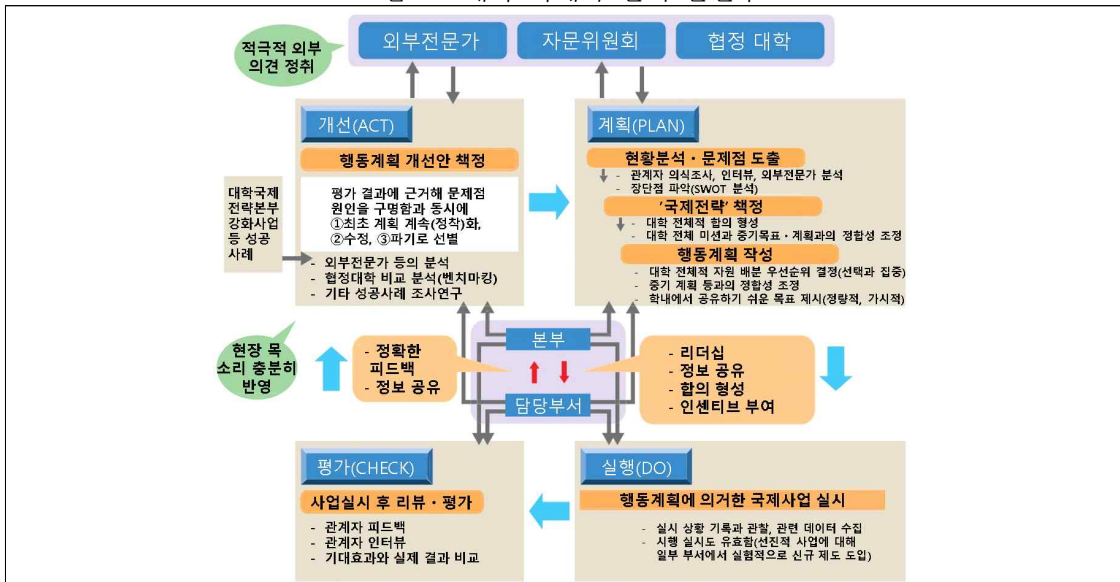 외부전문가
자문위원회
협정 대학
적극적 외부
의견 정취
개선(ACT)
행동계획 개선안 책정
평가 결과에 근거해 문제점
원인을 구명함과 동시에
①최초 계획 계속(정착)화,
②수정, ③파기로 선별
- 외부전문가 등의 분석
- 협정대학 비교 분석(벤치마킹)
- 기타 성공사례 조사연구
대학국제
전략본부
강화사업
등 성공
사례
계획(PLAN)
현황분석・문제점 도출
- 관계자 의식조사, 인터뷰, 외부전문가 분석
- 장단점 파악(SWOT 분석)
'국제전략' 책정
- 대학 전체적 합의 형성
- 대학 전체 미션과 중기목표・계획과의 정합성 조정
행동계획 작성
- 대학 전체적 자원 배분 우선순위 결정(선택과 집중)
- 중기 계획 등과의 정합성 조정
- 학내에서 공유하기 쉬운 목표 제시(정량적, 가시적)
현장 목
소리 충분히
반영
- 정확한
피드백
- 정보 공유
본부
담당부서
- 리더십
- 정보 공유
- 합의 형성
- 인센티브 부여
평가(CHECK)
사업실시 후 리뷰・평가
- 관계자 피드백
- 관계자 인터뷰
- 기대효과와 실제 결과 비교
실행(DO)
행동계획에 의거한 국제사업 실시
- 실시 상황 기록과 관찰, 관련 데이터 수집
- 시행 실시도 유효함(선진적 사업에 대해
일부 부서에서 실험적으로 신규 제도 도입)